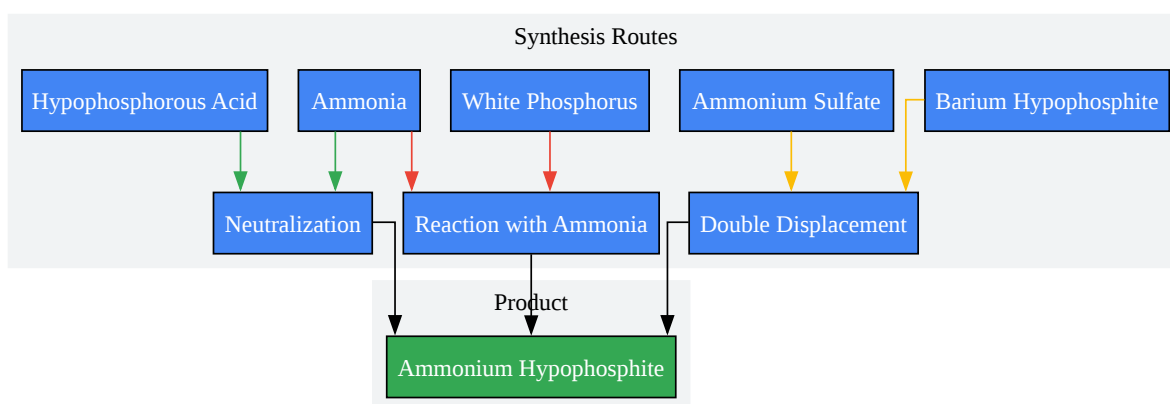 Synthesis Routes
Hypophosphorous Acid
Ammonia
White Phosphorus
Ammonium Sulfate
Barium Hypophosphite
Neutralization
Reaction with Ammonia
Double Displacement
Product
Ammonium Hypophosphite